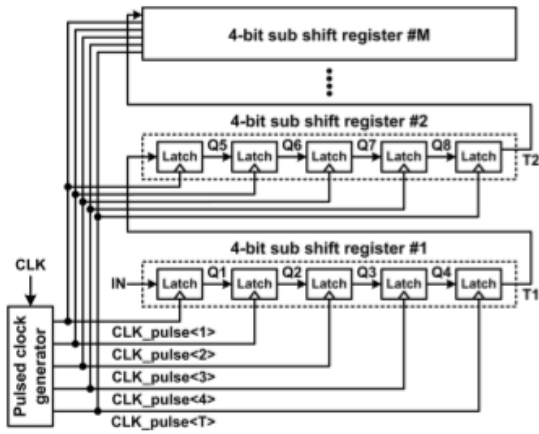 4-bit sub shift register #M
4-bit sub shift register #2
Q5 Q6 Q7 Q8
Latch Latch Latch Latch Latch
T2
4-bit sub shift register #1
CLK
Q1 Q2 Q3 Q4
IN Latch Latch Latch Latch Latch
T1
Pulsed clock
generator
CLK_pulse<1>
CLK_pulse<2>
CLK_pulse<3>
CLK_pulse<4>
CLK_pulse<T>